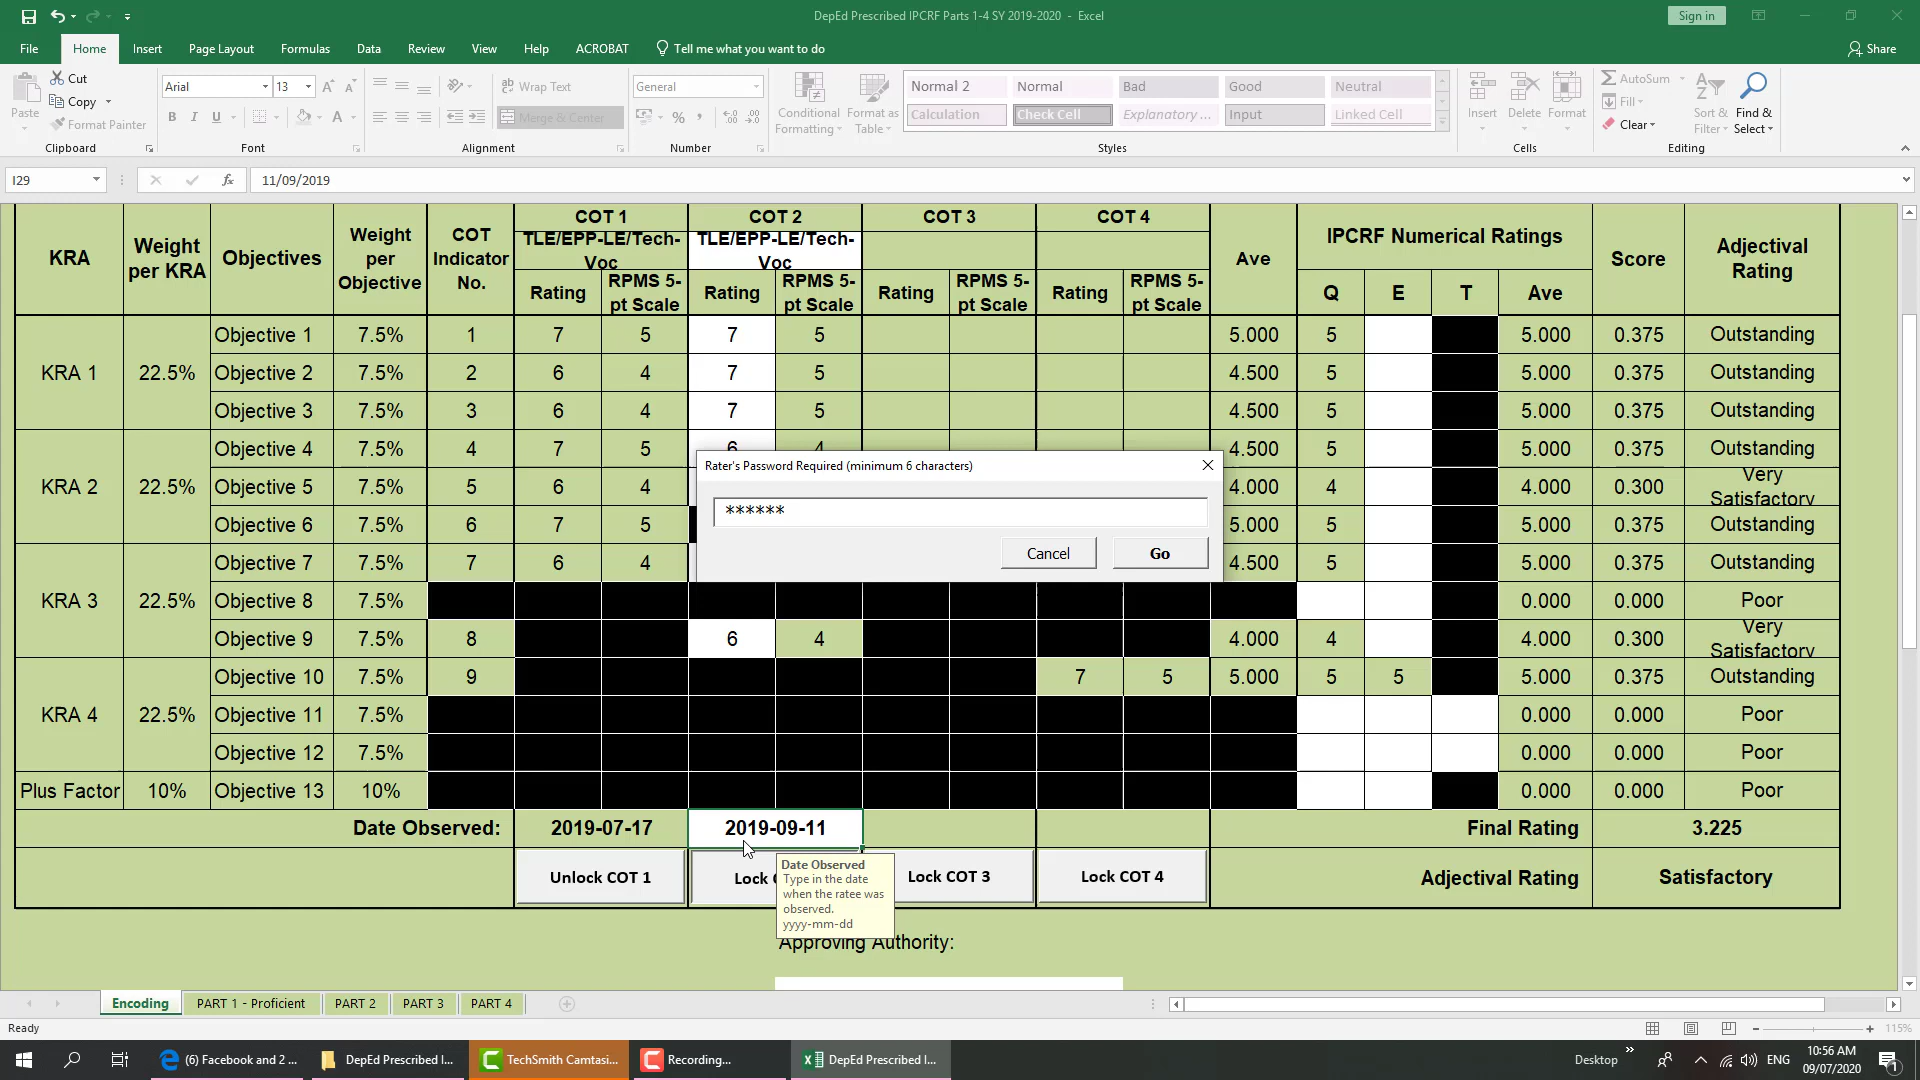 DepEd Prescribed IPCRF Parts 1-4 SY 2019-2020 - Excel
Sign in
File Home Insert Page Layout Formulas Data Review View Help ACROBAT Tell me what you want to do Share
Paste Cut
Copy
Format Painter
Clipboard
Arial 13
B I U
Font
Wrap Text
Merge & Center
Alignment
General
Number
Conditional Formatting
Format as Table
Normal 2 Normal Bad Good Neutral
Calculation Check Cell Explanatory ... Input Linked Cell
Styles
Insert Delete Format
Cells
AutoSum
Fill
Clear
Sort & Filter
Find & Select
Editing
I29 fx 11/09/2019
KRA
Weight per KRA
Objectives
Weight per Objective
COT Indicator No.
COT 1 COT 2 COT 3 COT 4
TLE/EPP-LE/Tech-Voc TLE/EPP-LE/Tech-Voc
Rating RPMS 5-pt Scale Rating RPMS 5-pt Scale Rating RPMS 5-pt Scale Rating RPMS 5-pt Scale
Ave
IPCRF Numerical Ratings
Q E T Ave
Score
Adjectival Rating
KRA 1 22.5%
Objective 1 7.5% 1 7 5 7 5 5.000 5 5.000 0.375 Outstanding
Objective 2 7.5% 2 6 4 7 5 4.500 5 5.000 0.375 Outstanding
Objective 3 7.5% 3 6 4 7 5 4.500 5 5.000 0.375 Outstanding
KRA 2 22.5%
Objective 4 7.5% 4 7 5 6 4 4.500 5 5.000 0.375 Outstanding
Objective 5 7.5% 5 6 4 4.000 4 4.000 0.300 Very Satisfactory
Objective 6 7.5% 6 7 5 5.000 5 5.000 0.375 Outstanding
KRA 3 22.5%
Objective 7 7.5% 7 6 4 4.500 5 5.000 0.375 Outstanding
Objective 8 7.5% 0.000 0.000 Poor
Objective 9 7.5% 8 6 4 4.000 4 4.000 0.300 Very Satisfactory
KRA 4 22.5%
Objective 10 7.5% 9 7 5 5.000 5 5 5.000 0.375 Outstanding
Objective 11 7.5% 0.000 0.000 Poor
Objective 12 7.5% 0.000 0.000 Poor
Plus Factor 10% Objective 13 10% 0.000 0.000 Poor
Date Observed: 2019-07-17 2019-09-11 Final Rating 3.225
Unlock COT 1 Lock Lock COT 3 Lock COT 4 Adjectival Rating Satisfactory
Rater's Password Required (minimum 6 characters)
******
Cancel Go
Date Observed
Type in the date
when the ratee was
observed.
yyyy-mm-dd
Approving Authority:
Encoding PART 1 - Proficient PART 2 PART 3 PART 4
Ready 115%
(6) Facebook and 2 ... DepEd Prescribed I... TechSmith Camtasi... Recording... DepEd Prescribed I...
Desktop ENG
10:56 AM
09/07/2020
1